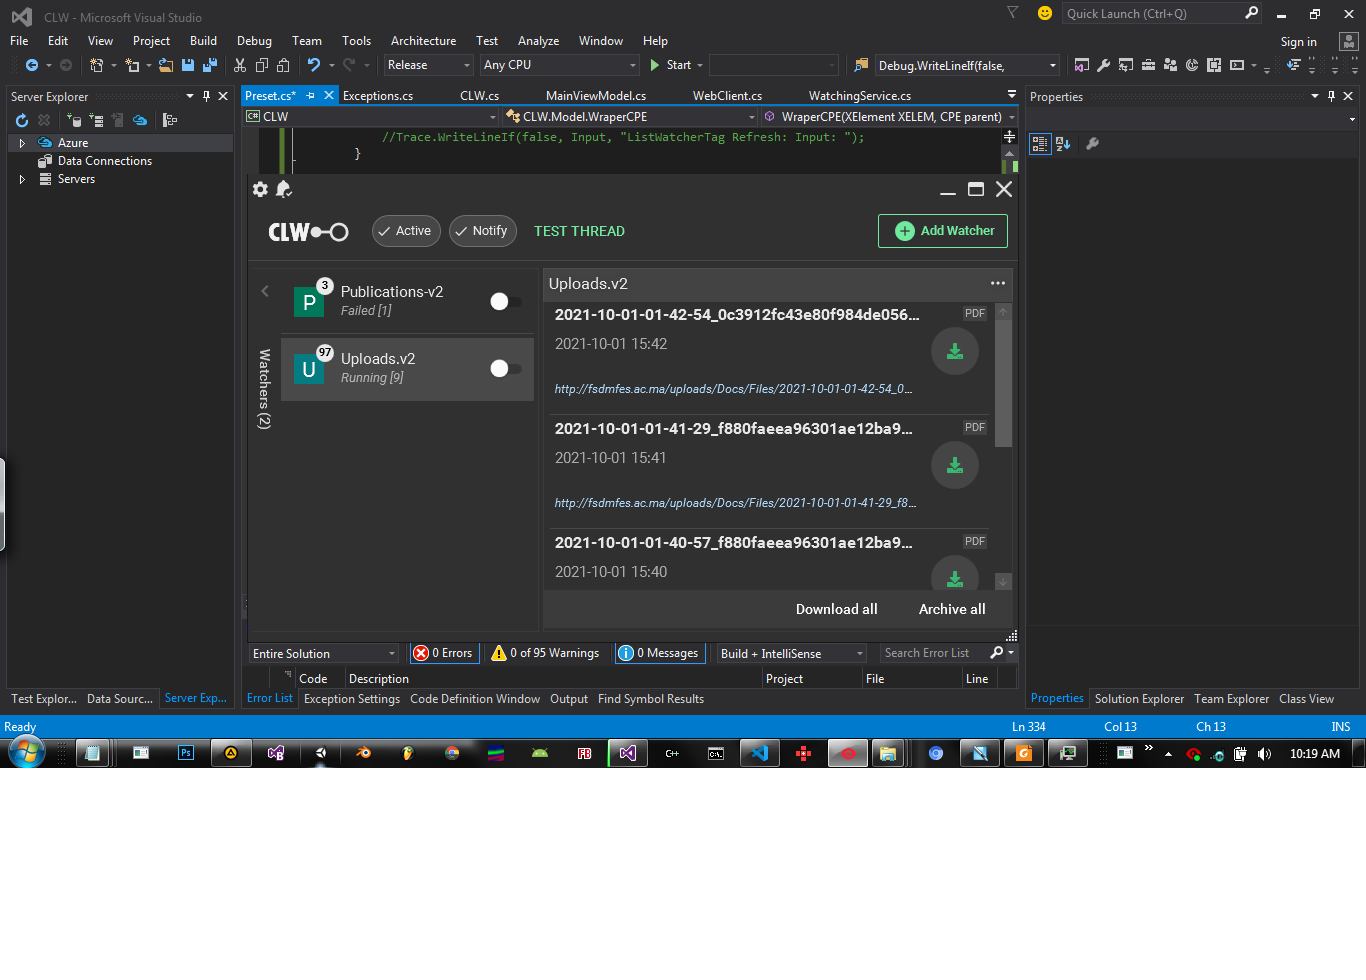 CLW - Microsoft Visual Studio
Quick Launch (Ctrl+Q)
File Edit View Project Build Debug Team Tools Architecture Test Analyze Window Help
Sign in
Release Any CPU Start Debug.WriteLineIf(false,
Server Explorer
Preset.cs* Exceptions.cs CLW.cs MainViewModel.cs WebClient.cs WatchingService.cs
Properties
CLW CLW.Model.WraperCPE WraperCPE(XElement XELEM, CPE parent)
//Trace.WriteLineIf(false, Input, "ListWatcherTag Refresh: Input: ");
}
Azure
Data Connections
Servers
CLW Active Notify TEST THREAD Add Watcher
Watchers (2)
P 3 Publications-v2
Failed [1]
U 97 Uploads.v2
Running [9]
Uploads.v2
2021-10-01-01-42-54_0c3912fc43e80f984de056... PDF
2021-10-01 15:42
http://fsdmfes.ac.ma/uploads/Docs/Files/2021-10-01-01-42-54_0...
2021-10-01-01-41-29_f880faeea96301ae12ba9... PDF
2021-10-01 15:41
http://fsdmfes.ac.ma/uploads/Docs/Files/2021-10-01-01-41-29_f8...
2021-10-01-01-40-57_f880faeea96301ae12ba9... PDF
2021-10-01 15:40
Download all Archive all
Entire Solution 0 Errors 0 of 95 Warnings 0 Messages Build + IntelliSense Search Error List
Code Description Project File Line
Test Explor... Data Sourc... Server Exp... Error List Exception Settings Code Definition Window Output Find Symbol Results Properties Solution Explorer Team Explorer Class View
Ready Ln 334 Col 13 Ch 13 INS
Ps C++ 10:19 AM